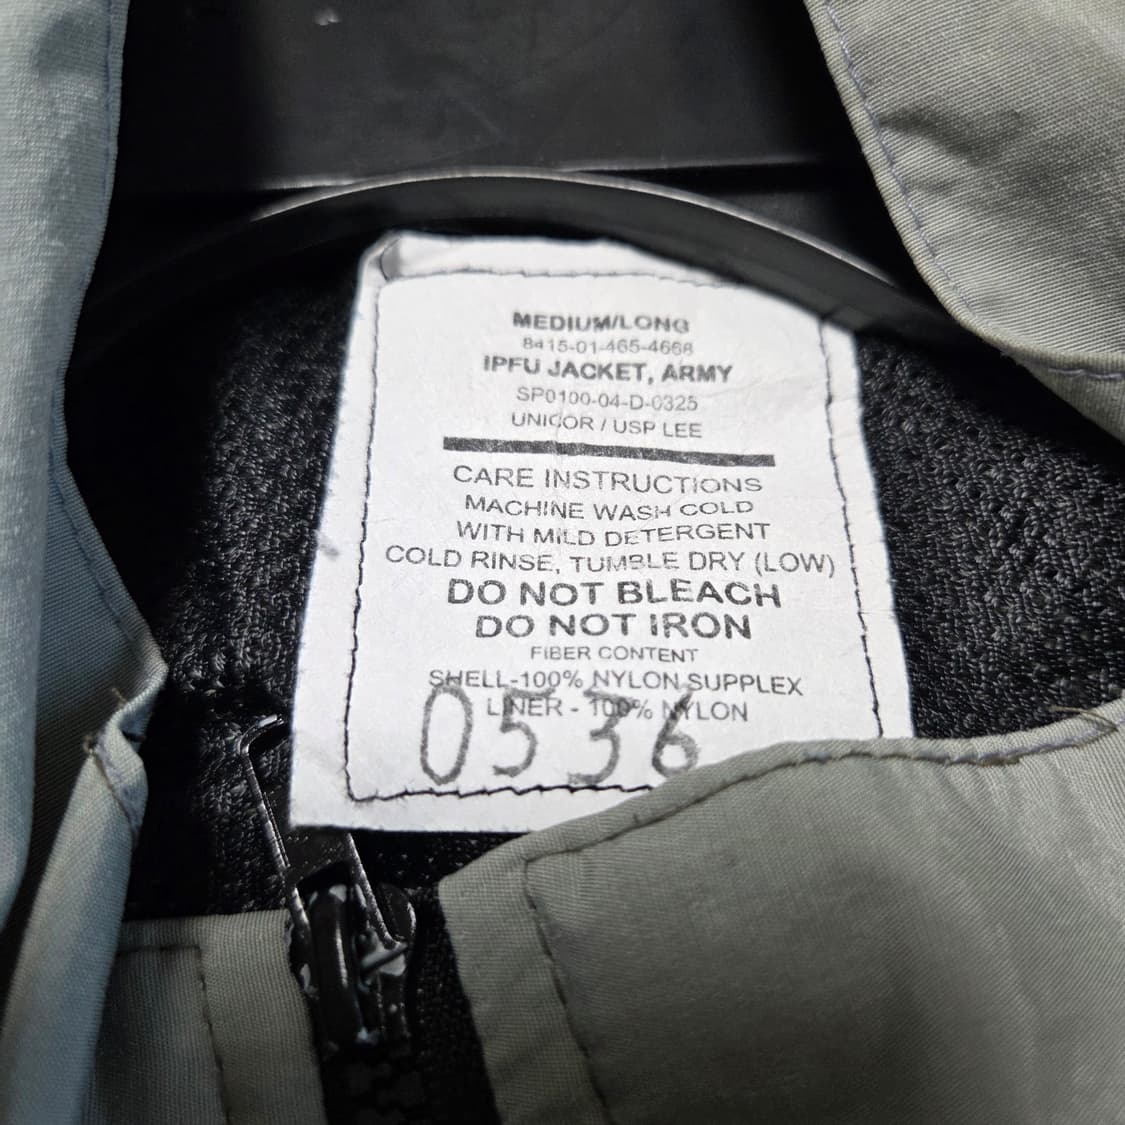 MEDIUM/LONG
8415-01-465-4668
IPFU JACKET, ARMY
SP0100-04-D-0325
UNICOR / USP LEE
CARE INSTRUCTIONS
MACHINE WASH COLD
WITH MILD DETERGENT
COLD RINSE, TUMBLE DRY (LOW)
DO NOT BLEACH
DO NOT IRON
FIBER CONTENT
SHELL-100% NYLON SUPPLEX
LINER - 100% NYLON
0536